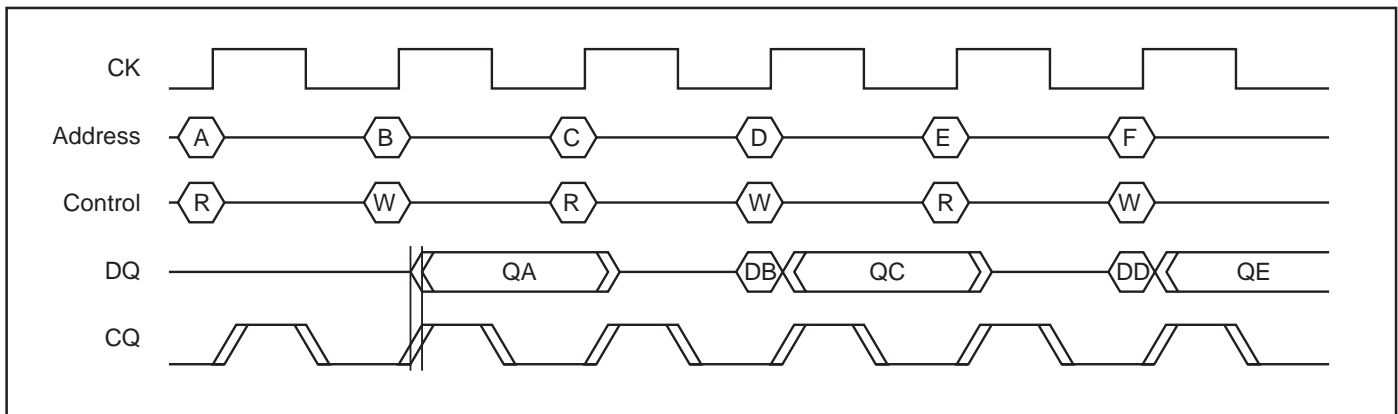 CK
Address A B C D E F
Control R W R W R W
DQ QA DB QC DD QE
CQ